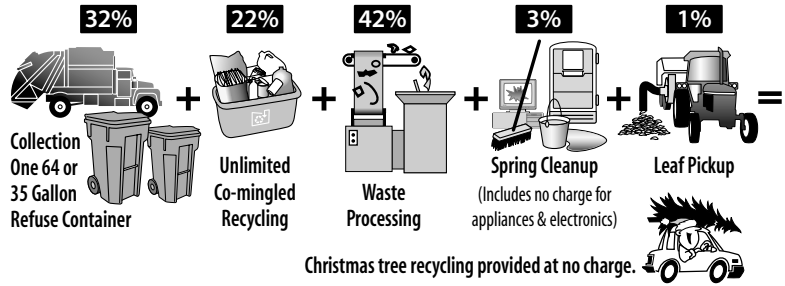 32% 22% 42% 3% 1%
+ + + + =
Collection
One 64 or
35 Gallon
Refuse Container
Unlimited
Co-mingled
Recycling
Waste
Processing
Spring Cleanup
(Includes no charge for
appliances & electronics)
Leaf Pickup
Christmas tree recycling provided at no charge.